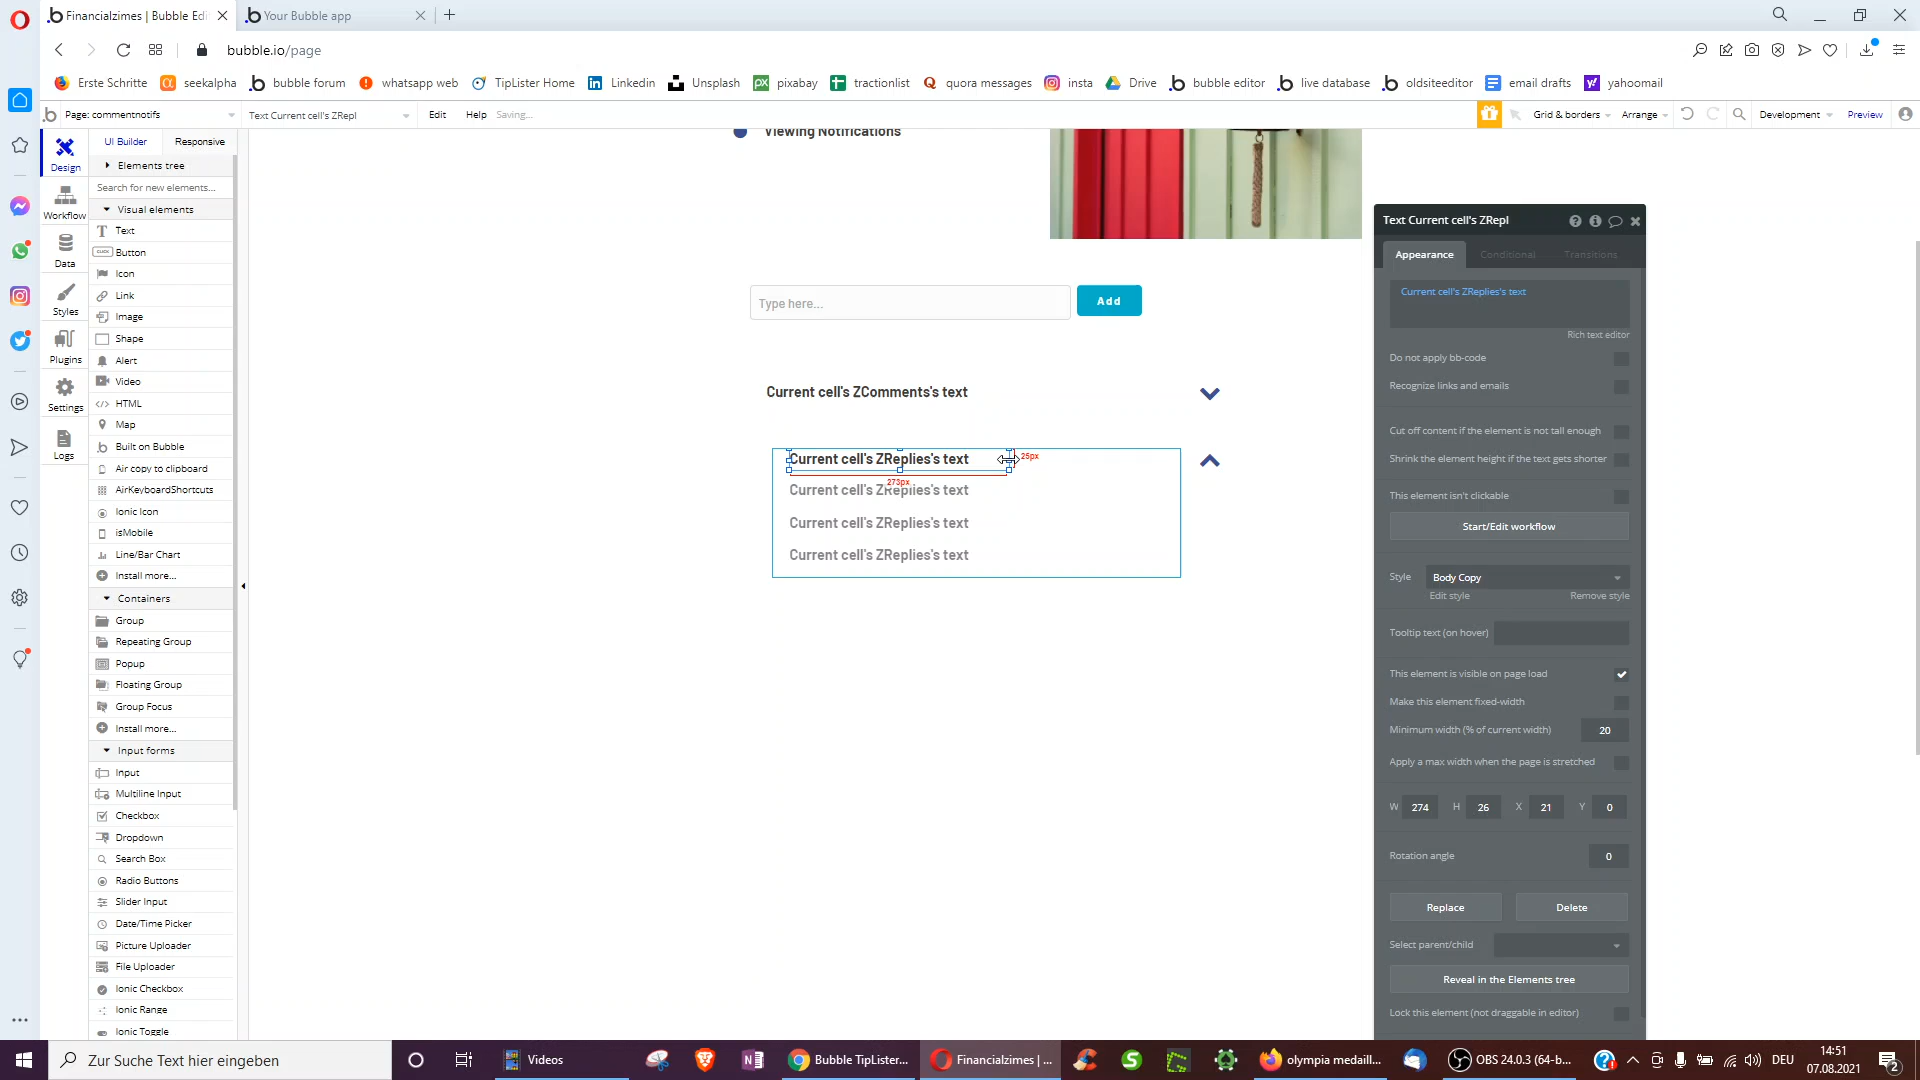 Financialzimes | Bubble Edi
Your Bubble app
bubble.io/page
Erste Schritte
seekalpha
bubble forum
whatsapp web
TipLister Home
Linkedin
Unsplash
pixabay
tractionlist
quora messages
insta
Drive
bubble editor
live database
oldsiteeditor
email drafts
yahoomail
Page: commentnotifs
Text Current cell's ZRepl
Edit
Help
Saving...
Grid & borders
Arrange
Development
Preview
Design
Workflow
Data
Styles
Plugins
Settings
Logs
UI Builder
Responsive
Elements tree
Search for new elements...
Visual elements
Text
CLICK
Button
Icon
Link
Image
Shape
Alert
Video
HTML
Map
Built on Bubble
Air copy to clipboard
AirKeyboardShortcuts
Ionic Icon
isMobile
Line/Bar Chart
Install more...
Containers
Group
Repeating Group
Popup
Floating Group
Group Focus
Install more...
Input forms
Input
Multiline Input
Checkbox
Dropdown
Search Box
Radio Buttons
Slider Input
Date/Time Picker
Picture Uploader
File Uploader
Ionic Checkbox
Ionic Range
Ionic Toggle
Viewing Notifications
Type here...
Add
Current cell's ZComments's text
Current cell's ZReplies's text
25px
273px
Current cell's ZReplies's text
Current cell's ZReplies's text
Current cell's ZReplies's text
Text Current cell's ZRepl
Appearance
Conditional
Transitions
Current cell's ZReplies's text
Rich text editor
Do not apply bb-code
Recognize links and emails
Cut off content if the element is not tall enough
Shrink the element height if the text gets shorter
This element isn't clickable
Start/Edit workflow
Style
Body Copy
Edit style
Remove style
Tooltip text (on hover)
This element is visible on page load
Make this element fixed-width
Minimum width (% of current width)
20
Apply a max width when the page is stretched
W 274 H 26 X 21 Y 0
Rotation angle
0
Replace
Delete
Select parent/child
Reveal in the Elements tree
Lock this element (not draggable in editor)
Zur Suche Text hier eingeben
Videos
Bubble TipLister...
Financialzimes | ...
olympia medaill...
OBS 24.0.3 (64-b...
DEU
14:51
07.08.2021
2